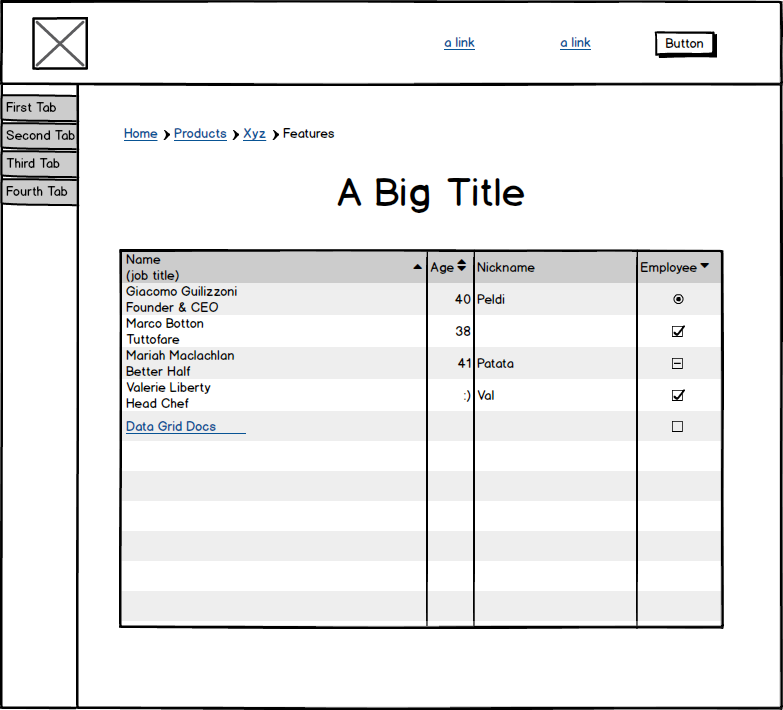 a link a link Button
First Tab
Second Tab
Third Tab
Fourth Tab
Home Products Xyz Features
A Big Title
Name
(job title)
Age Nickname Employee
Giacomo Guilizzoni
Founder & CEO
40 Peldi
Marco Botton
Tuttofare
38
Mariah Maclachlan
Better Half
41 Patata
Valerie Liberty
Head Chef
:) Val
Data Grid Docs